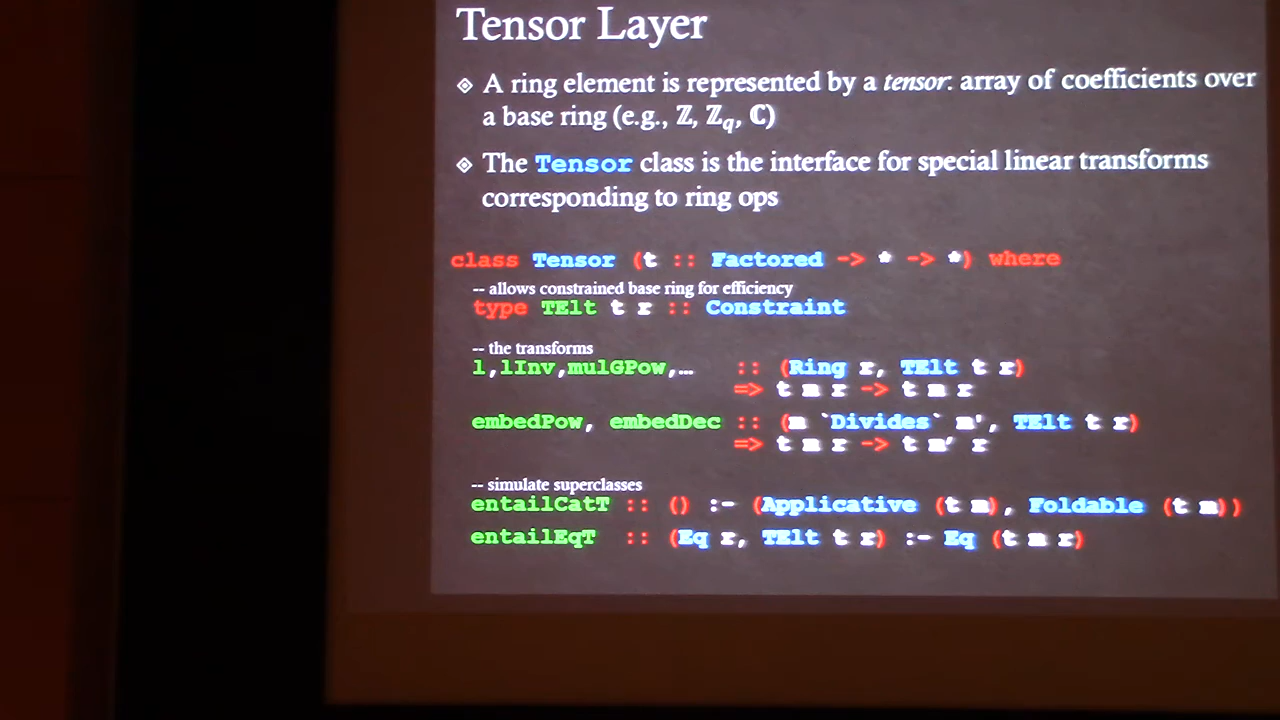 Tensor Layer
A ring element is represented by a tensor: array of coefficients over
a base ring (e.g., ℤ, ℤq, ℂ)
The Tensor class is the interface for special linear transforms
corresponding to ring ops
class Tensor (t :: Factored -> * -> *) where
-- allows constrained base ring for efficiency
type TElt t r :: Constraint
-- the transforms
l,lInv,mulGPow,… :: (Ring r, TElt t r)
=> t m r -> t m r
embedPow, embedDec :: (m `Divides` m', TElt t r)
=> t m r -> t m’ r
-- simulate superclasses
entailCatT :: () :- (Applicative (t m), Foldable (t m))
entailEqT :: (Eq r, TElt t r) :- Eq (t m r)